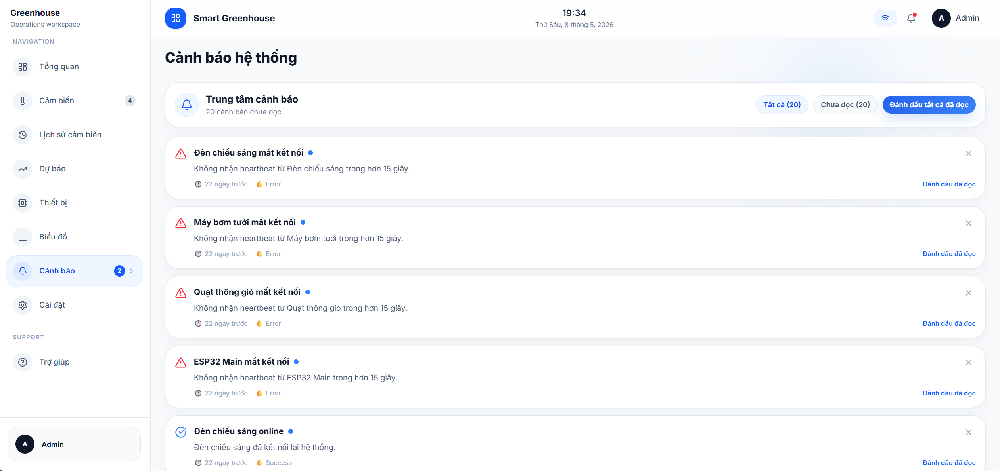 Greenhouse
Operations workspace
NAVIGATION
Tổng quan
Cảm biến 4
Lịch sử cảm biến
Dự báo
Thiết bị
Biểu đồ
Cảnh báo 2
Cài đặt
SUPPORT
Trợ giúp
A Admin
Smart Greenhouse
19:34
Thứ Sáu, 8 tháng 5, 2026
A Admin
Cảnh báo hệ thống
Trung tâm cảnh báo
20 cảnh báo chưa đọc
Tất cả (20) Chưa đọc (20) Đánh dấu tất cả đã đọc
Đèn chiếu sáng mất kết nối
Không nhận heartbeat từ Đèn chiếu sáng trong hơn 15 giây.
22 ngày trước Error Đánh dấu đã đọc
Máy bơm tưới mất kết nối
Không nhận heartbeat từ Máy bơm tưới trong hơn 15 giây.
22 ngày trước Error Đánh dấu đã đọc
Quạt thông gió mất kết nối
Không nhận heartbeat từ Quạt thông gió trong hơn 15 giây.
22 ngày trước Error Đánh dấu đã đọc
ESP32 Main mất kết nối
Không nhận heartbeat từ ESP32 Main trong hơn 15 giây.
22 ngày trước Error Đánh dấu đã đọc
Đèn chiếu sáng online
Đèn chiếu sáng đã kết nối lại hệ thống.
22 ngày trước Success Đánh dấu đã đọc